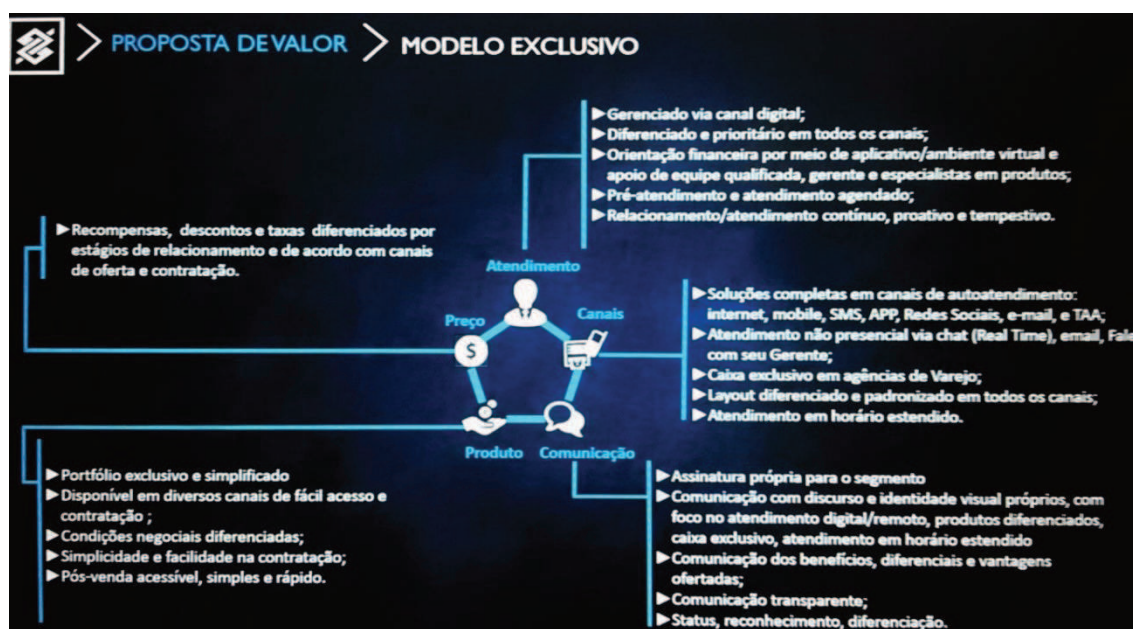 PROPOSTA DE VALOR
MODELO EXCLUSIVO
▶Gerenciado via canal digital;
▶Diferenciado e prioritário em todos os canais;
▶Orientação financeira por meio de aplicativo/ambiente virtual e
apoio de equipe qualificada, gerente e especialistas em produtos;
▶Pré-atendimento e atendimento agendado;
▶Relacionamento/atendimento contínuo, proativo e tempestivo.
▶Recompensas, descontos e taxas diferenciados por
estágios de relacionamento e de acordo com canais
de oferta e contratação.
Atendimento
Preço
$
Canais
▶Soluções completas em canais de autoatendimento:
internet, mobile, SMS, APP, Redes Sociais, e-mail, e TAA;
▶Atendimento não presencial via chat (Real Time), email, Fale
com seu Gerente;
▶Caixa exclusivo em agências de Varejo;
▶Layout diferenciado e padronizado em todos os canais;
▶Atendimento em horário estendido.
Produto
Comunicação
▶Portfólio exclusivo e simplificado
▶Disponível em diversos canais de fácil acesso e
contratação ;
▶Condições negociais diferenciadas;
▶Simplicidade e facilidade na contratação;
▶Pós-venda acessível, simples e rápido.
▶Assinatura própria para o segmento
▶Comunicação com discurso e identidade visual próprios, com
foco no atendimento digital/remoto, produtos diferenciados,
caixa exclusivo, atendimento em horário estendido
▶Comunicação dos benefícios, diferenciais e vantagens
ofertadas;
▶Comunicação transparente;
▶Status, reconhecimento, diferenciação.